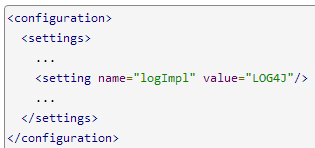 <configuration>
  <settings>
    ...
    <setting name="logImpl" value="LOG4J"/>
    ...
  </settings>
</configuration>